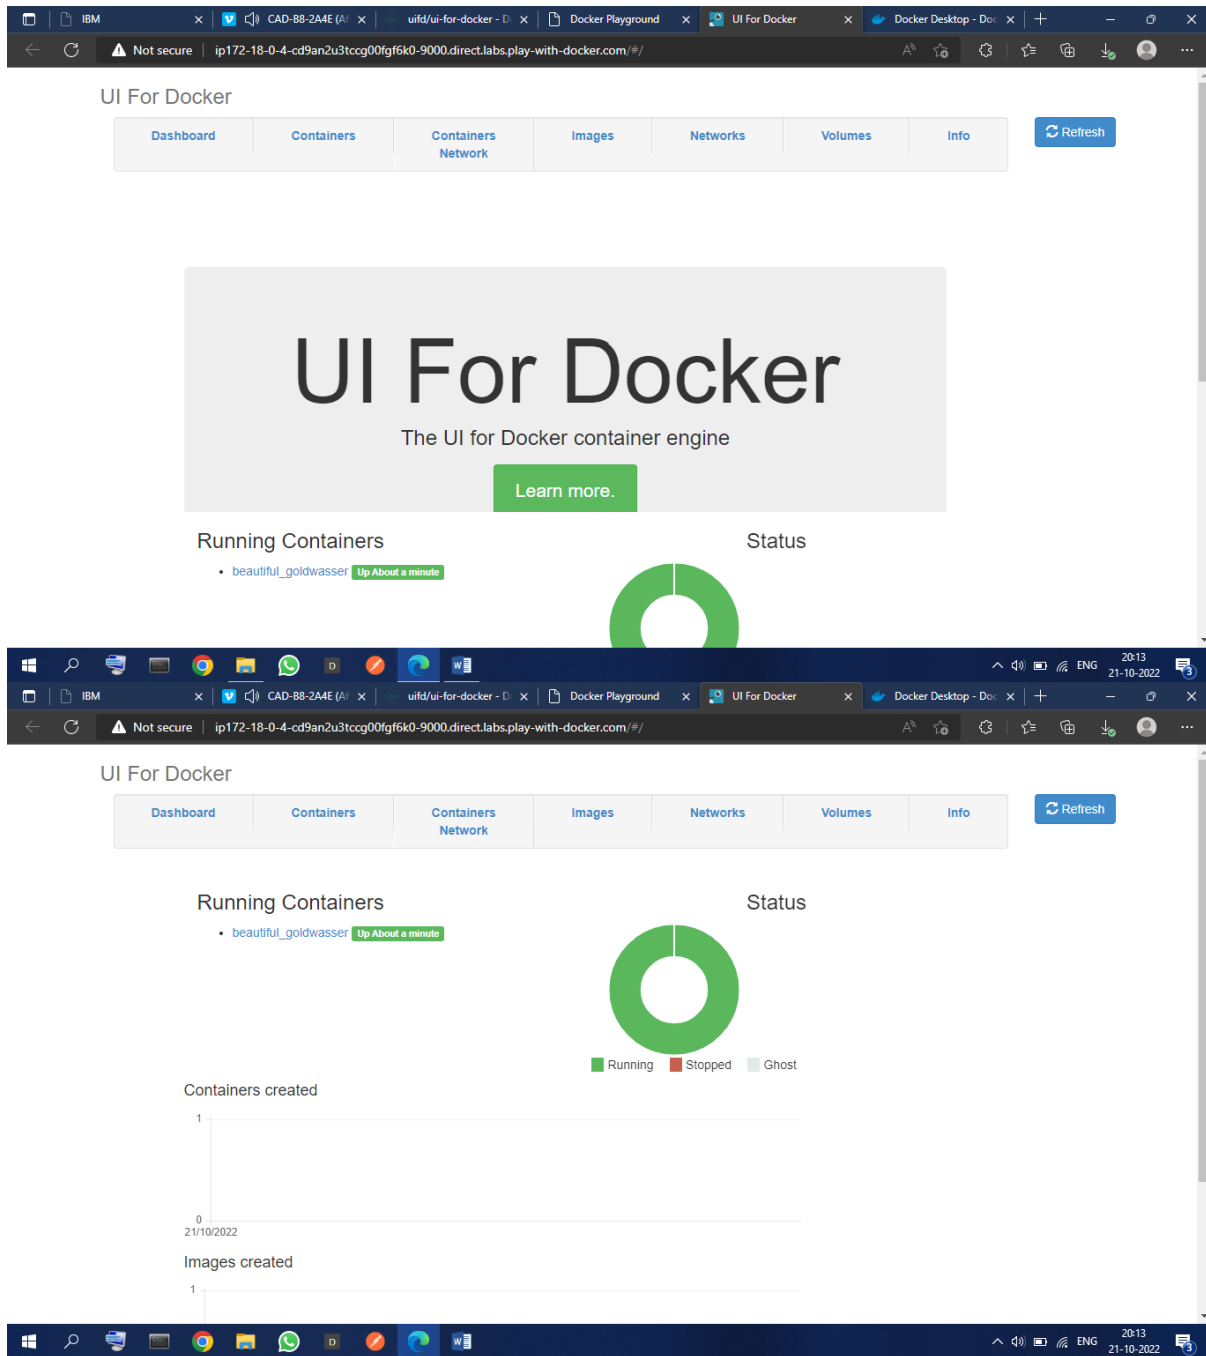 IBM CAD-B8-2A4E (Af uifd/ui-for-docker - D Docker Playground UI For Docker Docker Desktop - Doc
Not secure ip172-18-0-4-cd9an2u3tccg00fgf6k0-9000.direct.labs.play-with-docker.com/#/
UI For Docker
Dashboard Containers Containers Network Images Networks Volumes Info Refresh
UI For Docker
The UI for Docker container engine
Learn more.
Running Containers Status
beautiful_goldwasser Up About a minute
ENG 20:13
21-10-2022 3
IBM CAD-B8-2A4E (Af uifd/ui-for-docker - D Docker Playground UI For Docker Docker Desktop - Doc
Not secure ip172-18-0-4-cd9an2u3tccg00fgf6k0-9000.direct.labs.play-with-docker.com/#/
UI For Docker
Dashboard Containers Containers Network Images Networks Volumes Info Refresh
Running Containers Status
beautiful_goldwasser Up About a minute
Running Stopped Ghost
Containers created
1
0
21/10/2022
Images created
1
ENG 20:13
21-10-2022 3